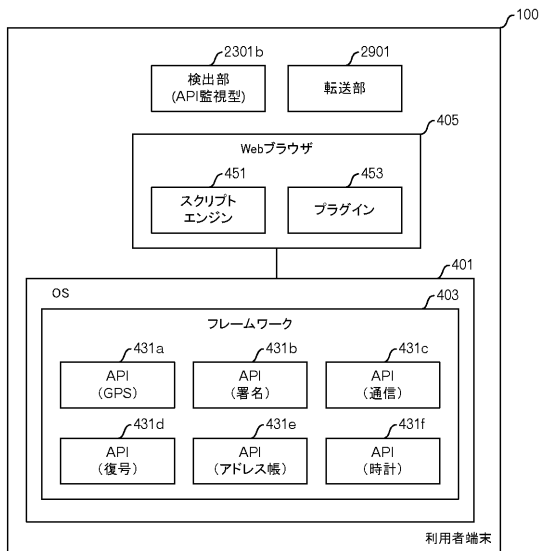 100
2301b
2901
検出部
(API監視型)
転送部
405
Webブラウザ
451
453
スクリプト
エンジン
プラグイン
401
OS
403
フレームワーク
431a
431b
431c
API
(GPS)
API
(署名)
API
(通信)
431d
431e
431f
API
(復号)
API
(アドレス帳)
API
(時計)
利用者端末